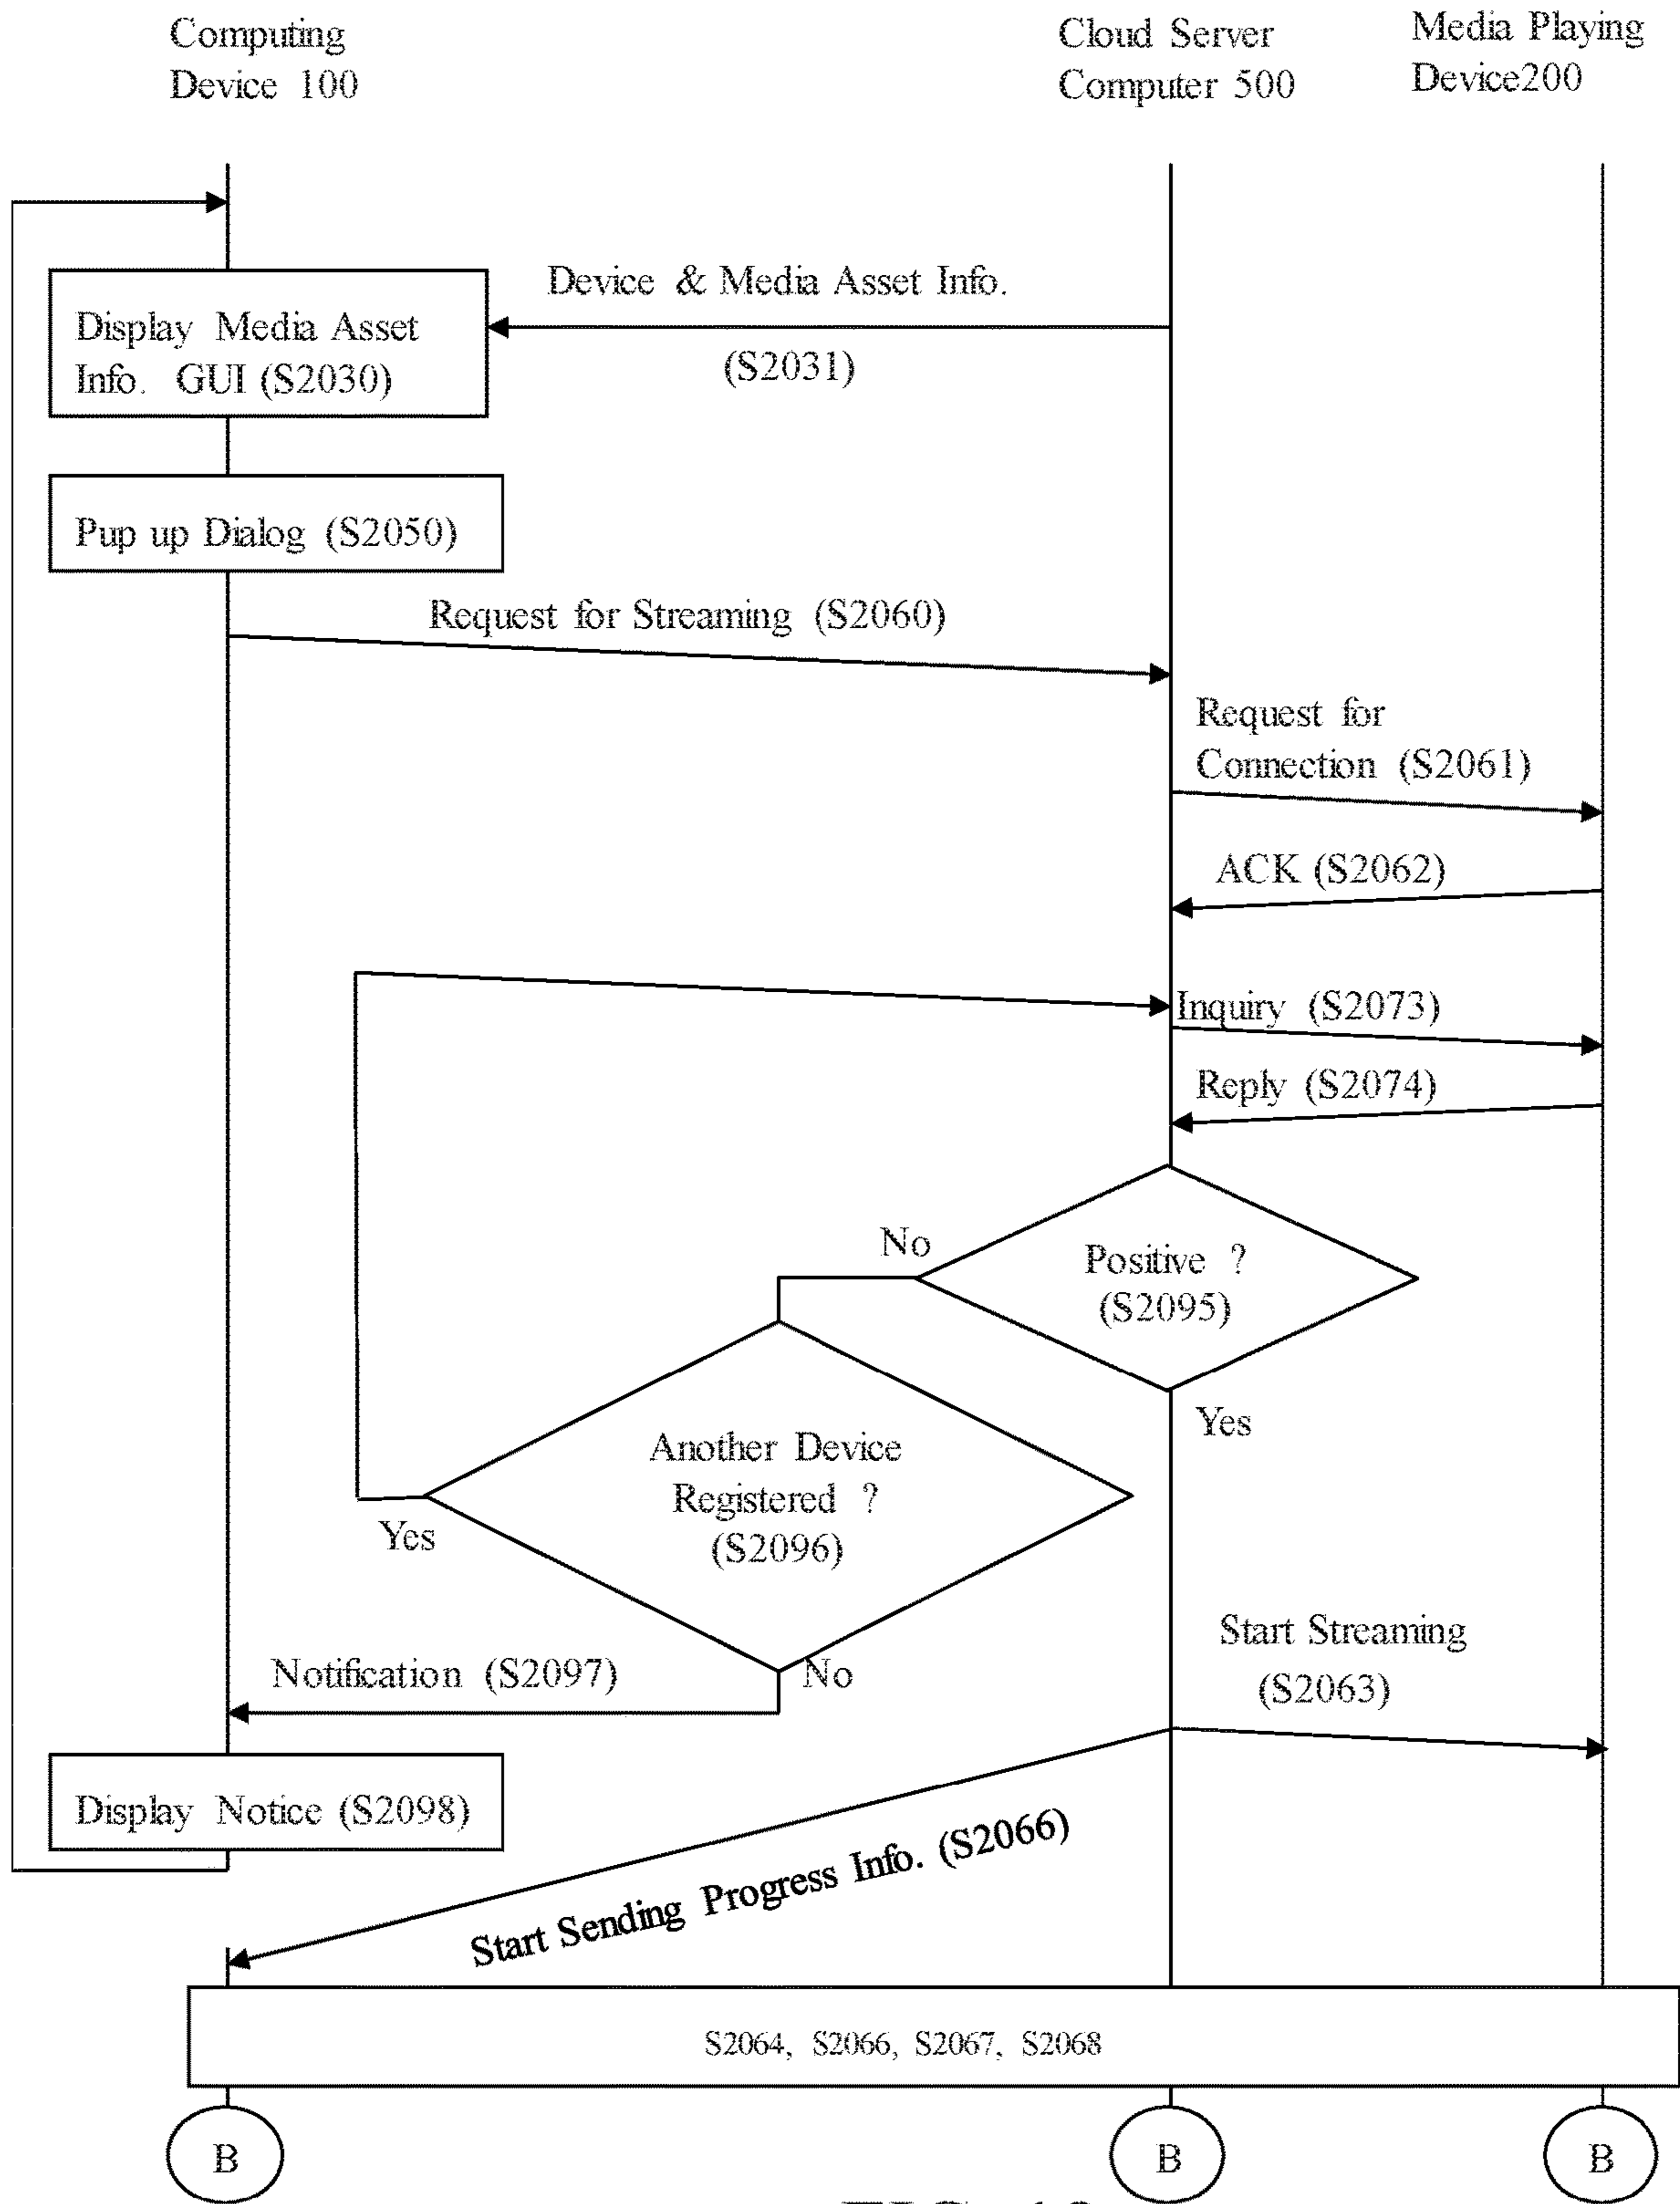 Computing
Device 100
Cloud Server
Computer 500
Media Playing
Device200
Device & Media Asset Info.
(S2031)
Display Media Asset
Info. GUI (S2030)
Pup up Dialog (S2050)
Request for Streaming (S2060)
Request for
Connection (S2061)
ACK (S2062)
Inquiry (S2073)
Reply (S2074)
No
Positive ?
(S2095)
Yes
Another Device
Registered ?
(S2096)
Yes
Start Streaming
(S2063)
Notification (S2097)
No
Display Notice (S2098)
Start Sending Progress Info. (S2066)
S2064, S2066, S2067, S2068
B
B
B